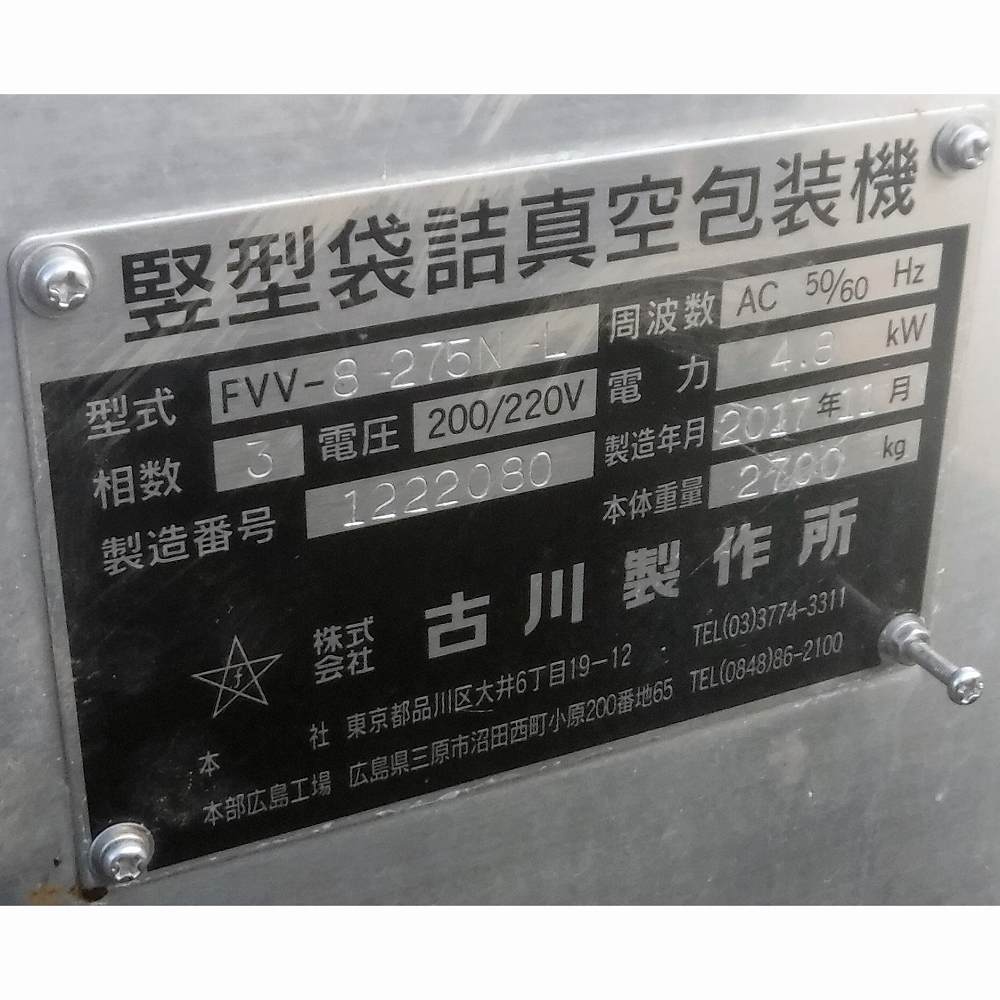 竪型袋詰真空包装機
型式 FVV-8-275N-L 周波数 AC 50/60 Hz
相数 3 電圧 200/220V 電力 4.8 kW
製造番号 1222080 製造年月 2017年11月
本体重量 2700 kg
株式会社 古川製作所
本社 東京都品川区大井6丁目19-12 TEL(03)3774-3311
本部広島工場 広島県三原市沼田西町小原200番地65 TEL(0848)86-2100